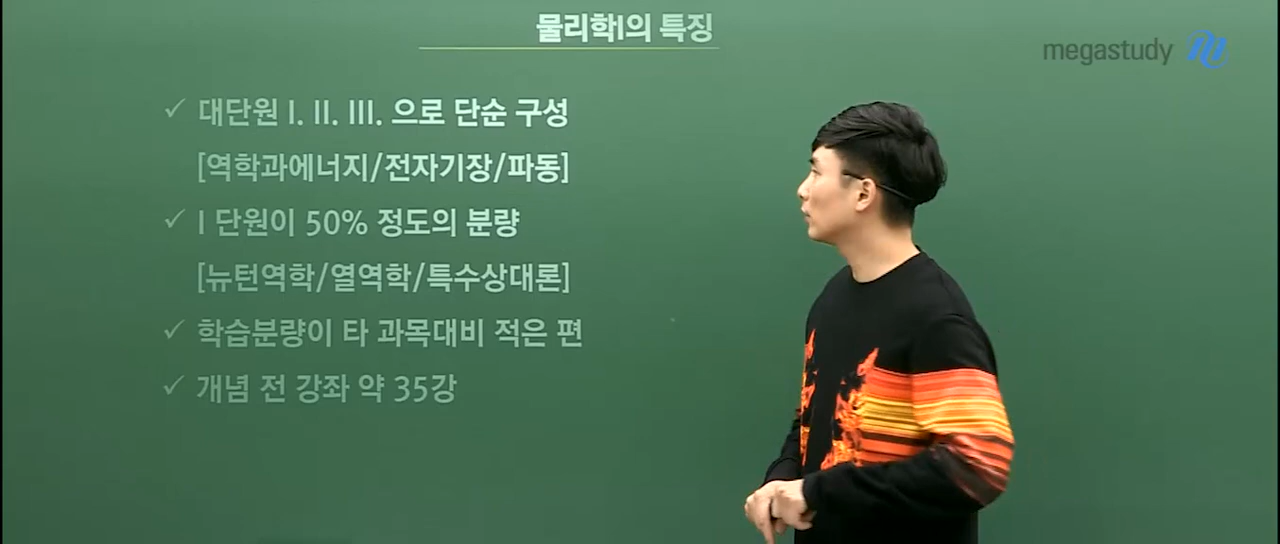 물리학I의 특징
megastudy
✓ 대단원 I. II. III. 으로 단순 구성
[역학과에너지/전자기장/파동]
✓ I 단원이 50% 정도의 분량
[뉴턴역학/열역학/특수상대론]
✓ 학습분량이 타 과목대비 적은 편
✓ 개념 전 강좌 약 35강